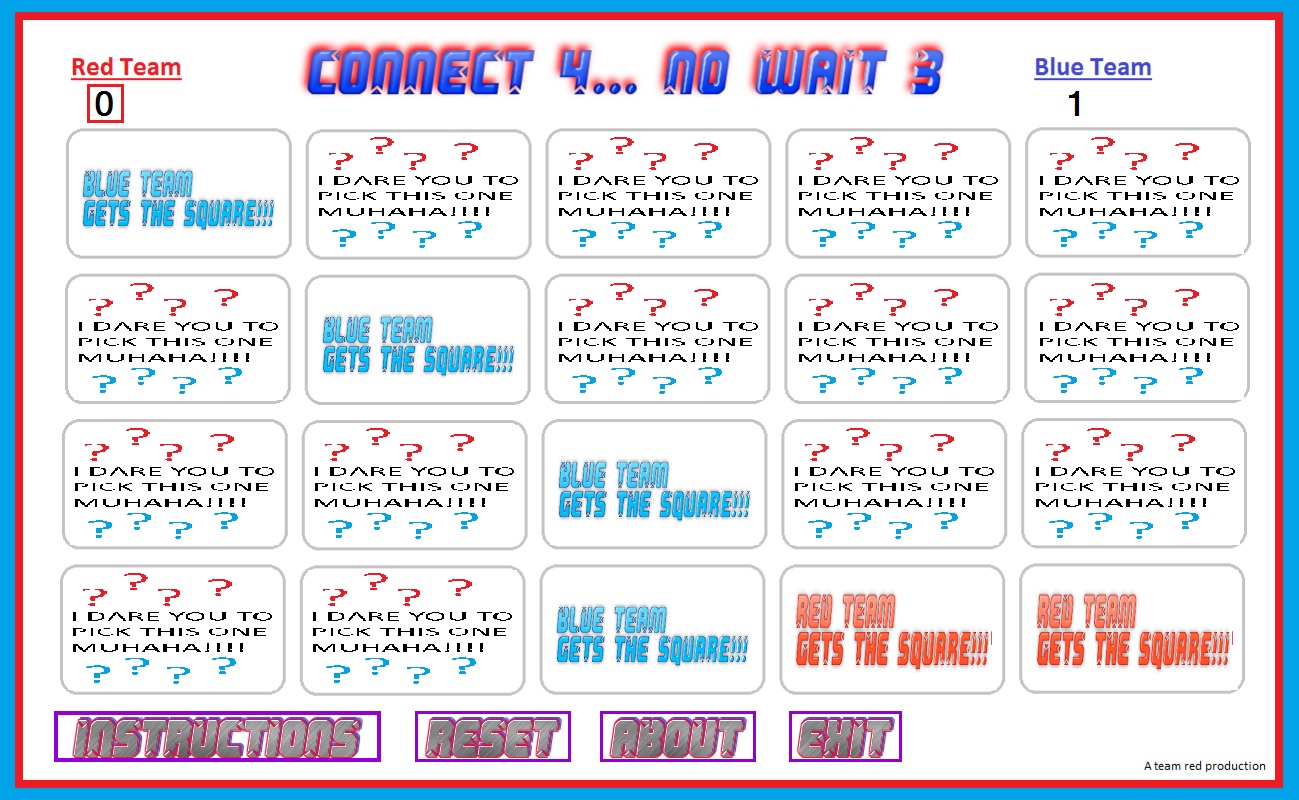 CONNECT 4... NO WAIT 3
Red Team
Blue Team
0
1
BLUE TEAM
GETS THE SQUARE!!!
? ? ? ?
I DARE YOU TO
PICK THIS ONE
MUHAHA!!!!
? ? ? ?
? ? ? ?
I DARE YOU TO
PICK THIS ONE
MUHAHA!!!!
? ? ? ?
? ? ? ?
I DARE YOU TO
PICK THIS ONE
MUHAHA!!!!
? ? ? ?
? ? ? ?
I DARE YOU TO
PICK THIS ONE
MUHAHA!!!!
? ? ? ?
? ? ? ?
I DARE YOU TO
PICK THIS ONE
MUHAHA!!!!
? ? ? ?
BLUE TEAM
GETS THE SQUARE!!!
? ? ? ?
I DARE YOU TO
PICK THIS ONE
MUHAHA!!!!
? ? ? ?
? ? ? ?
I DARE YOU TO
PICK THIS ONE
MUHAHA!!!!
? ? ? ?
? ? ? ?
I DARE YOU TO
PICK THIS ONE
MUHAHA!!!!
? ? ? ?
? ? ? ?
I DARE YOU TO
PICK THIS ONE
MUHAHA!!!!
? ? ? ?
? ? ? ?
I DARE YOU TO
PICK THIS ONE
MUHAHA!!!!
? ? ? ?
BLUE TEAM
GETS THE SQUARE!!!
? ? ? ?
I DARE YOU TO
PICK THIS ONE
MUHAHA!!!!
? ? ? ?
? ? ? ?
I DARE YOU TO
PICK THIS ONE
MUHAHA!!!!
? ? ? ?
? ? ? ?
I DARE YOU TO
PICK THIS ONE
MUHAHA!!!!
? ? ? ?
? ? ? ?
I DARE YOU TO
PICK THIS ONE
MUHAHA!!!!
? ? ? ?
BLUE TEAM
GETS THE SQUARE!!!
RED TEAM
GETS THE SQUARE!!!
RED TEAM
GETS THE SQUARE!!!
INSTRUCTIONS
RESET
ABOUT
EXIT
A team red production